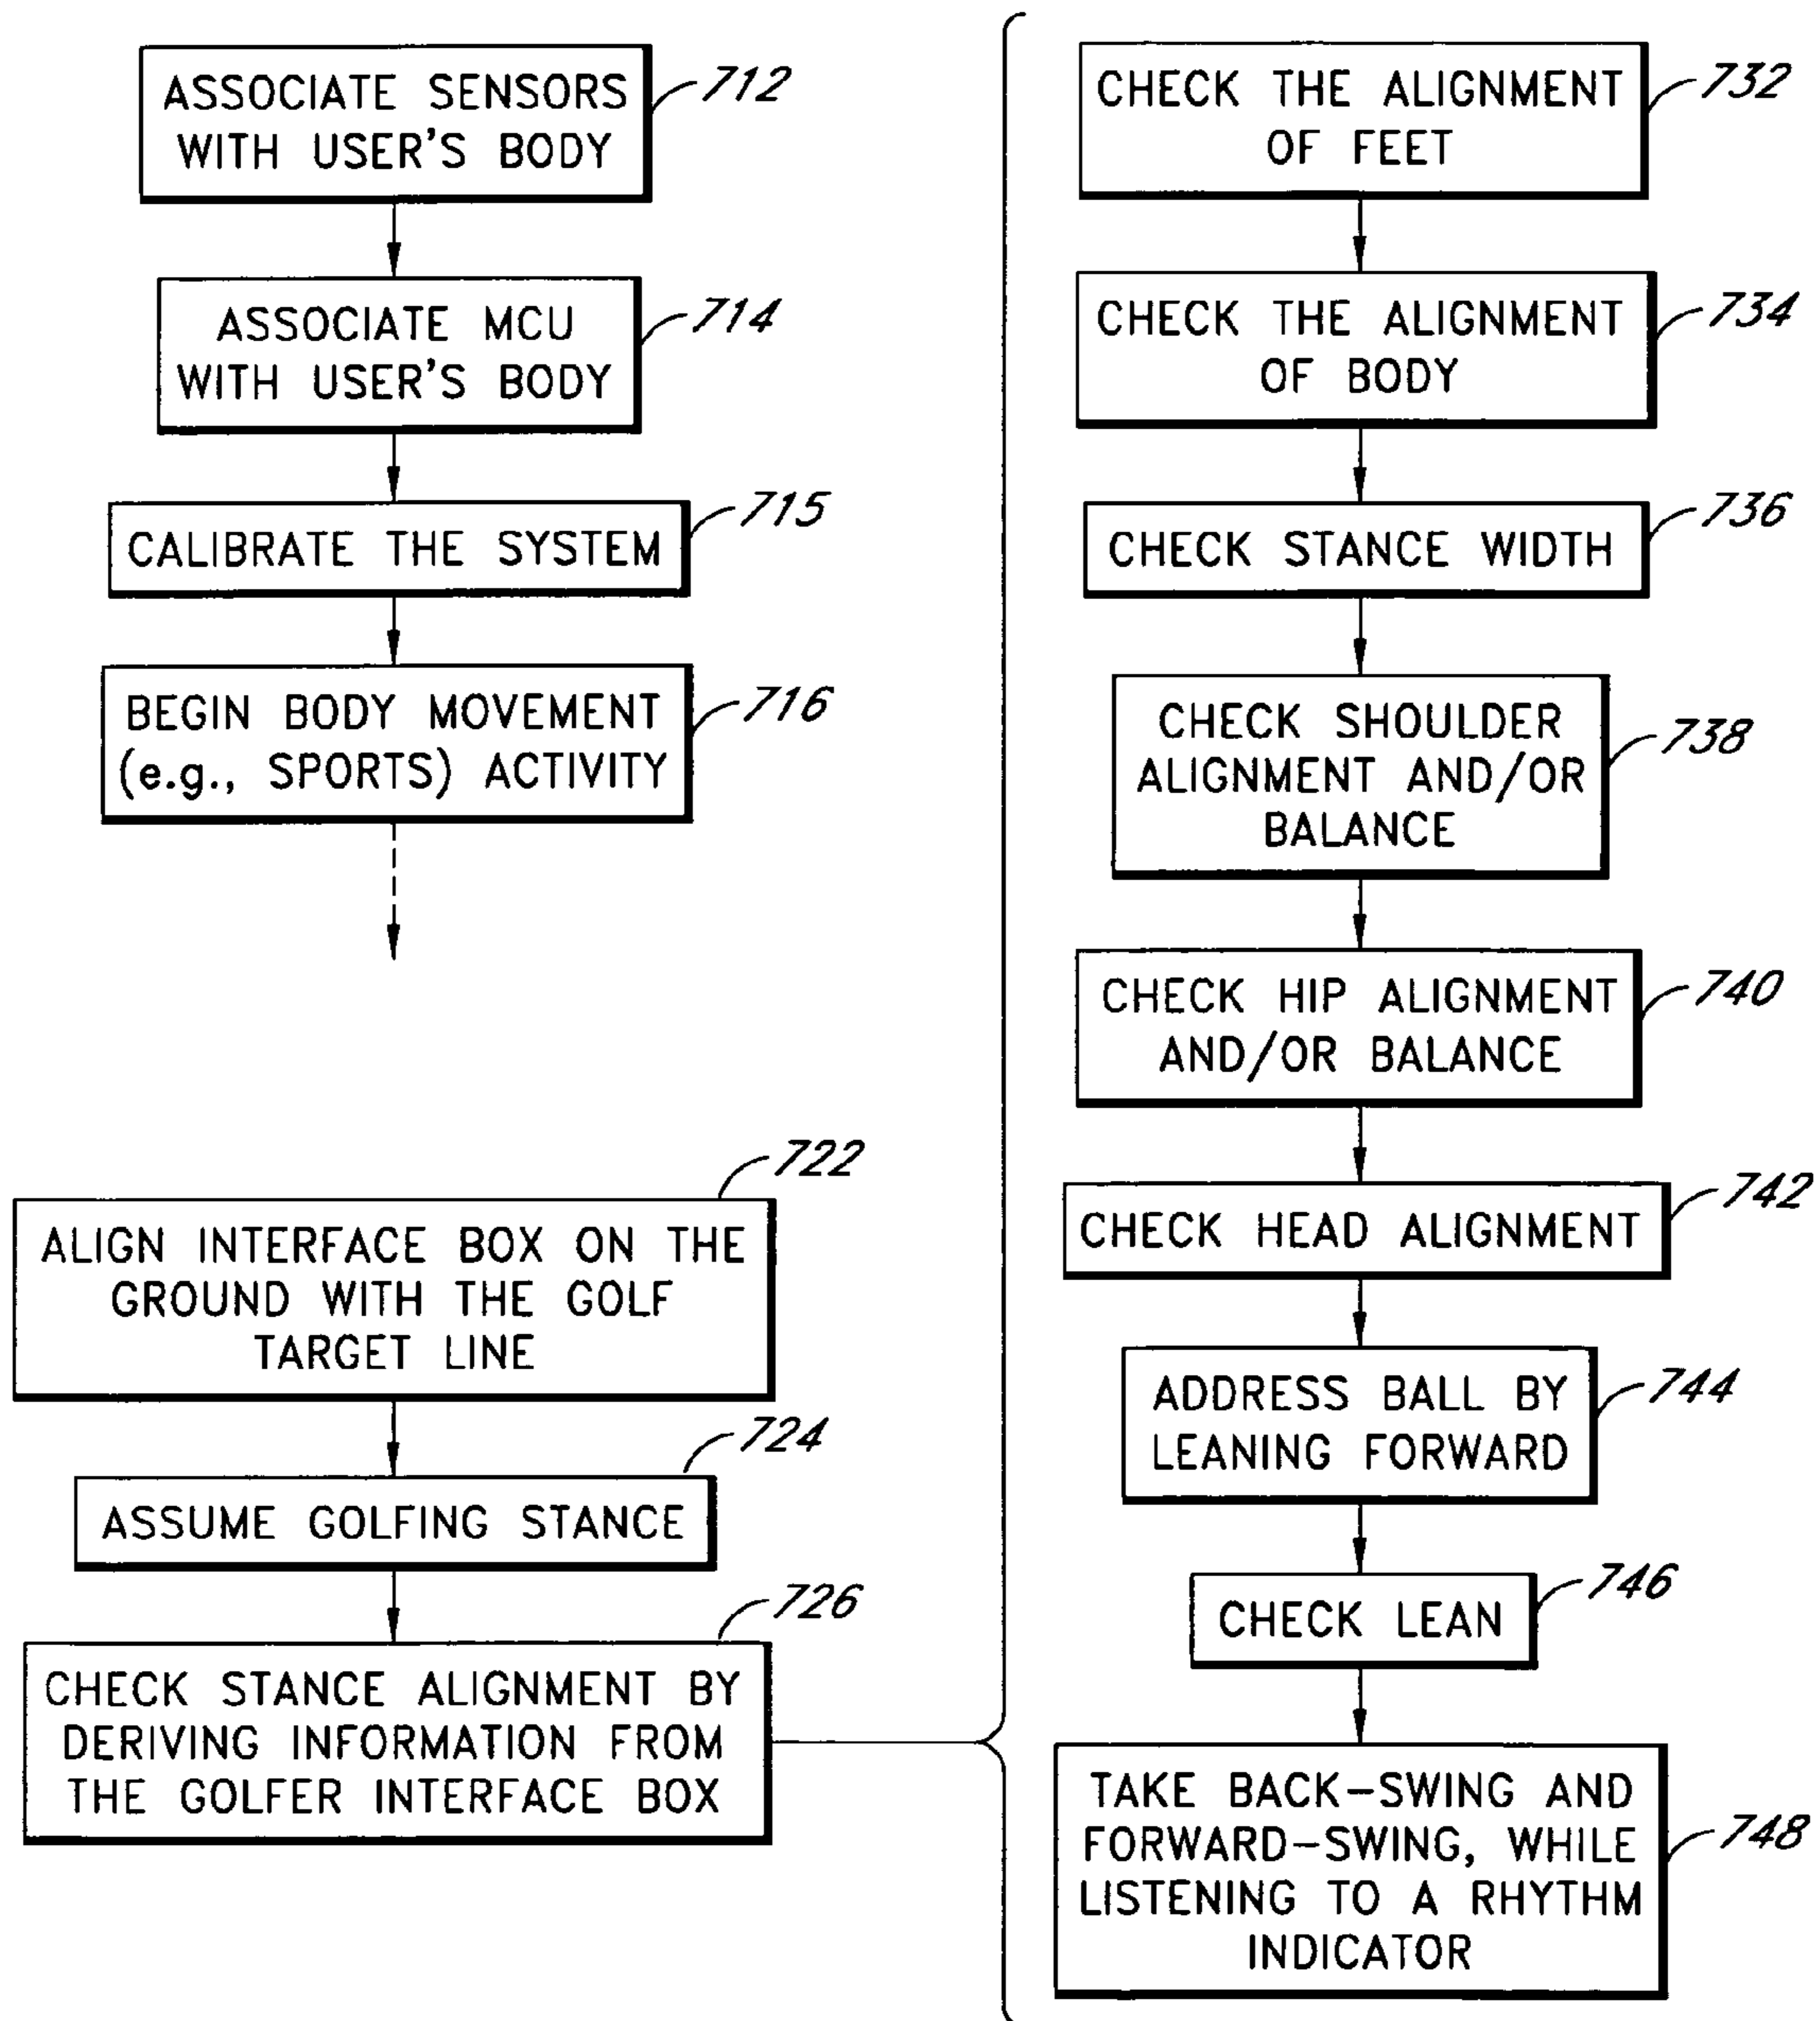 ASSOCIATE SENSORS
WITH USER'S BODY
712
ASSOCIATE MCU
WITH USER'S BODY
714
CALIBRATE THE SYSTEM
715
BEGIN BODY MOVEMENT
(e.g., SPORTS) ACTIVITY
716
722
ALIGN INTERFACE BOX ON THE
GROUND WITH THE GOLF
TARGET LINE
724
ASSUME GOLFING STANCE
726
CHECK STANCE ALIGNMENT BY
DERIVING INFORMATION FROM
THE GOLFER INTERFACE BOX
CHECK THE ALIGNMENT
OF FEET
732
CHECK THE ALIGNMENT
OF BODY
734
CHECK STANCE WIDTH
736
CHECK SHOULDER
ALIGNMENT AND/OR
BALANCE
738
CHECK HIP ALIGNMENT
AND/OR BALANCE
740
CHECK HEAD ALIGNMENT
742
ADDRESS BALL BY
LEANING FORWARD
744
CHECK LEAN
746
TAKE BACK-SWING AND
FORWARD-SWING, WHILE
LISTENING TO A RHYTHM
INDICATOR
748